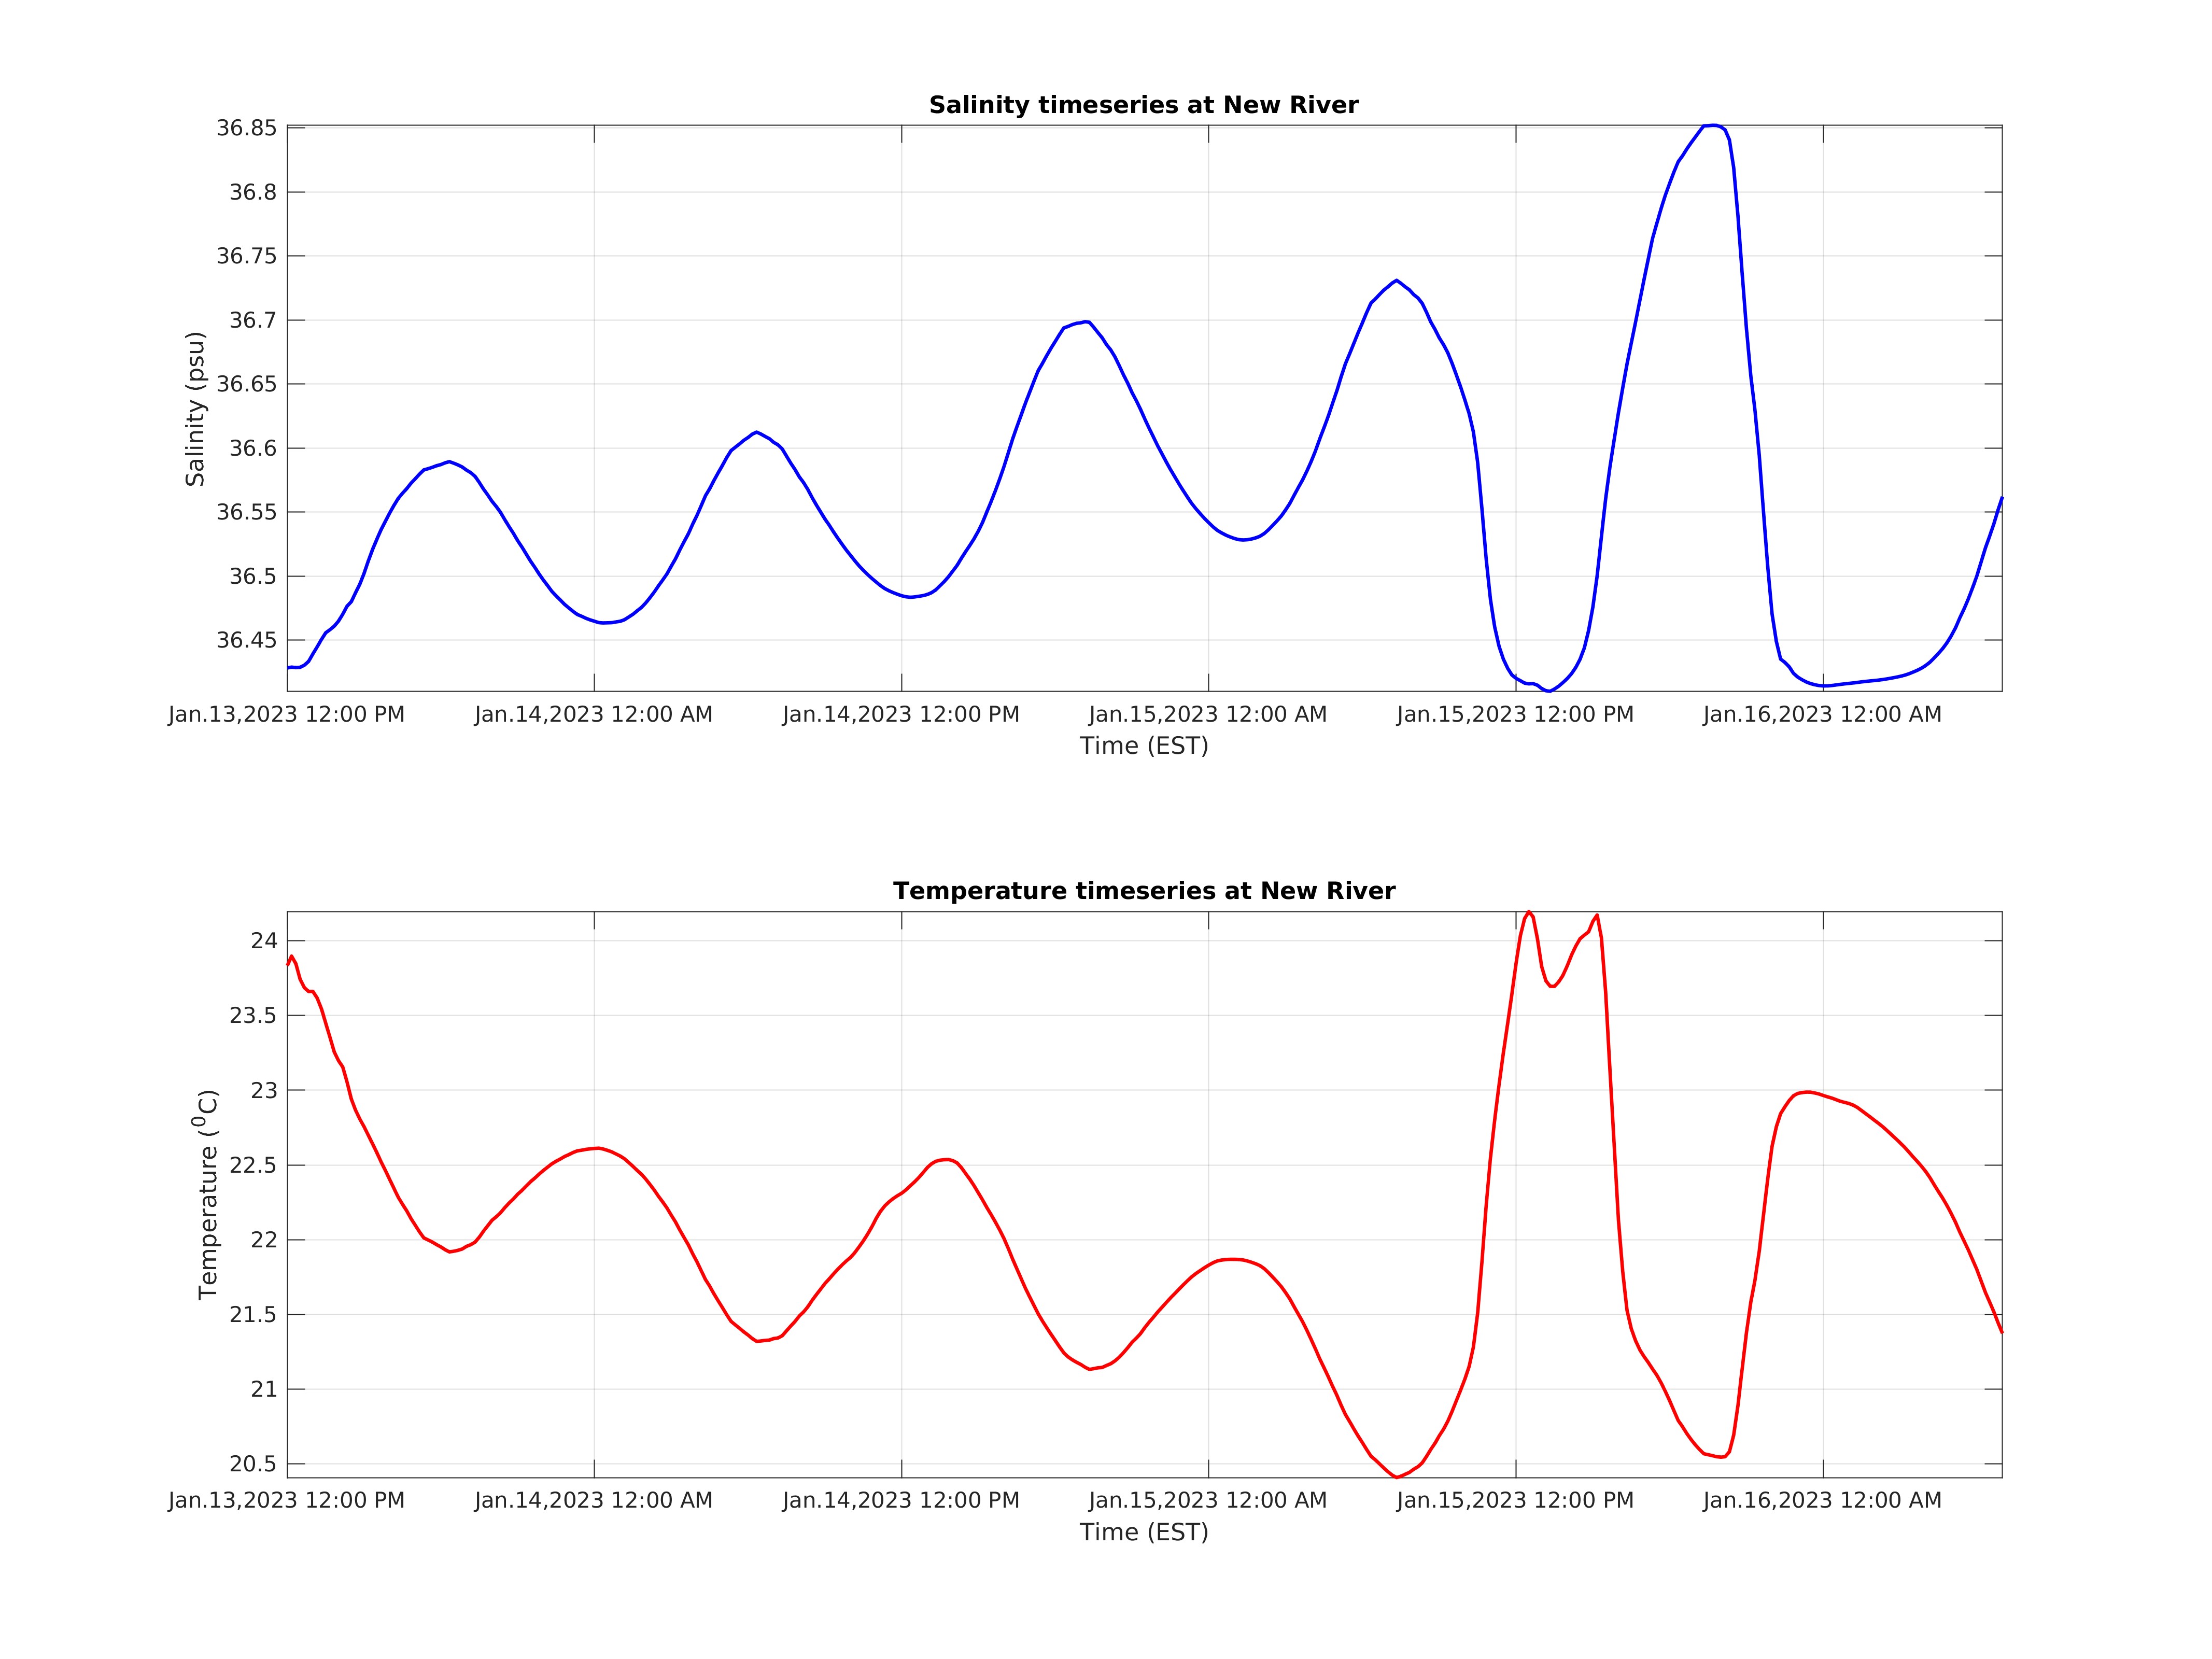 Salinity timeseries at New River
36.85
36.8
36.75
36.7
36.65
36.6
36.55
36.5
36.45
Salinity (psu)
Jan.13,2023 12:00 PM Jan.14,2023 12:00 AM Jan.14,2023 12:00 PM Jan.15,2023 12:00 AM Jan.15,2023 12:00 PM Jan.16,2023 12:00 AM
Time (EST)
Temperature timeseries at New River
24
23.5
23
22.5
22
21.5
21
20.5
Temperature (⁰C)
Jan.13,2023 12:00 PM Jan.14,2023 12:00 AM Jan.14,2023 12:00 PM Jan.15,2023 12:00 AM Jan.15,2023 12:00 PM Jan.16,2023 12:00 AM
Time (EST)